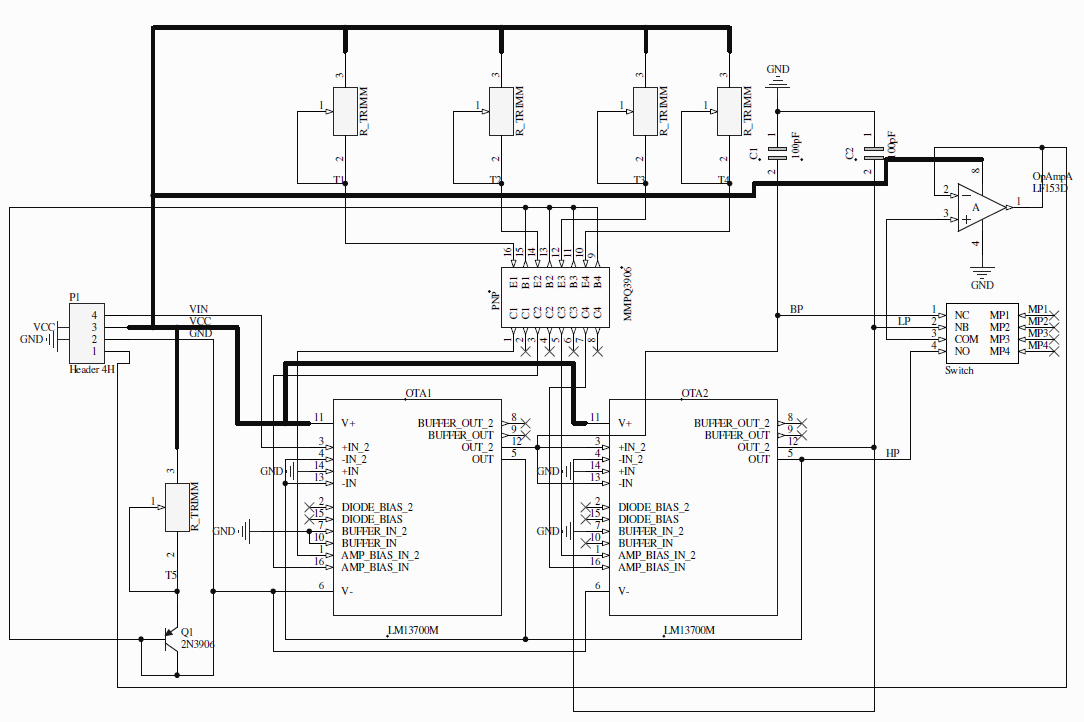 3 3 3 3
GND
1 R_TRIMM
1 R_TRIMM
1 R_TRIMM
1 R_TRIMM
2 2 2 2
T1 T2 T3 T4
1 1
C1 100pF
C2
2 2
8
OpAmpA
LF153D
2
A
3
1
4
GND
16 15 14 13 12 11 10 9
E1 B1 E2 B2 E3 B3 E4 B4
PNP
MMPQ3906
C1 C1 C2 C2 C3 C3 C4 C4
1 2 3 4 5 6 7 8
P1
4 VIN
VCC 3 VCC
GND 2 GND
1
Header 4H
BP 1 NC MP1 MP1
LP 2 NB MP2 MP2
3 COM MP3 MP3
4 NO MP4 MP4
Switch
OTA1
11 V+
BUFFER_OUT_2 8
BUFFER_OUT 9
3 +IN_2 OUT_2 12
4 -IN_2 OUT 5
GND 14 +IN
13 -IN
2 DIODE_BIAS_2
15 DIODE_BIAS
GND 7 BUFFER_IN_2
10 BUFFER_IN
1 AMP_BIAS_IN_2
16 AMP_BIAS_IN
6 V-
LM13700M
OTA2
11 V+
BUFFER_OUT_2 8
BUFFER_OUT 9
3 +IN_2 OUT_2 12
4 -IN_2 OUT 5 HP
GND 14 +IN
13 -IN
2 DIODE_BIAS_2
15 DIODE_BIAS
GND 7 BUFFER_IN_2
10 BUFFER_IN
1 AMP_BIAS_IN_2
16 AMP_BIAS_IN
6 V-
LM13700M
3
1 R_TRIMM
2
T5
Q1
2N3906